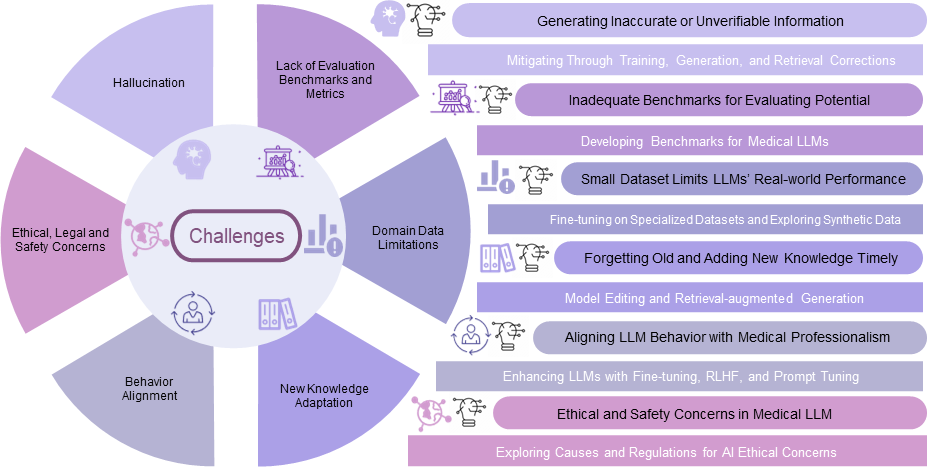 Hallucination
Lack of Evaluation
Benchmarks and
Metrics
Ethical, Legal and
Safety Concerns
Challenges
Domain Data
Limitations
Behavior
Alignment
New Knowledge
Adaptation
Generating Inaccurate or Unverifiable Information
Mitigating Through Training, Generation, and Retrieval Corrections
Inadequate Benchmarks for Evaluating Potential
Developing Benchmarks for Medical LLMs
Small Dataset Limits LLMs' Real-world Performance
Fine-tuning on Specialized Datasets and Exploring Synthetic Data
Forgetting Old and Adding New Knowledge Timely
Model Editing and Retrieval-augmented Generation
Aligning LLM Behavior with Medical Professionalism
Enhancing LLMs with Fine-tuning, RLHF, and Prompt Tuning
Ethical and Safety Concerns in Medical LLM
Exploring Causes and Regulations for AI Ethical Concerns